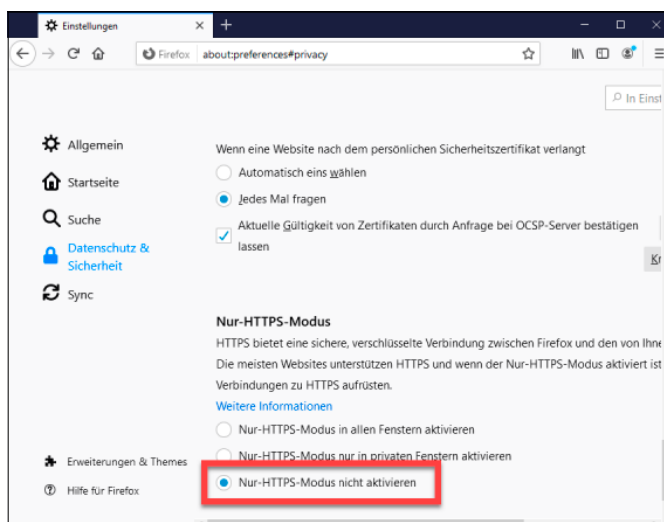 Einstellungen
Firefox about:preferences#privacy
In Einst
Allgemein
Startseite
Suche
Datenschutz &
Sicherheit
Sync
Erweiterungen & Themes
Hilfe für Firefox
Wenn eine Website nach dem persönlichen Sicherheitszertifikat verlangt
Automatisch eins wählen
Jedes Mal fragen
Aktuelle Gültigkeit von Zertifikaten durch Anfrage bei OCSP-Server bestätigen
lassen
Nur-HTTPS-Modus
HTTPS bietet eine sichere, verschlüsselte Verbindung zwischen Firefox und den von Ihne
Die meisten Websites unterstützen HTTPS und wenn der Nur-HTTPS-Modus aktiviert ist
Verbindungen zu HTTPS aufrüsten.
Weitere Informationen
Nur-HTTPS-Modus in allen Fenstern aktivieren
Nur-HTTPS-Modus nur in privaten Fenstern aktivieren
Nur-HTTPS-Modus nicht aktivieren